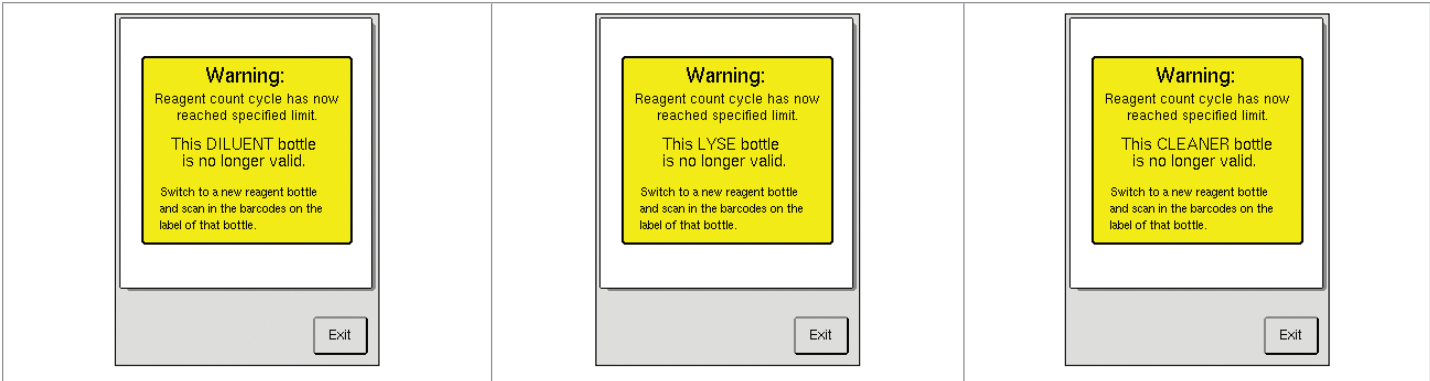 Warning:
Reagent count cycle has now
reached specified limit.
This DILUENT bottle
is no longer valid.
Switch to a new reagent bottle
and scan in the barcodes on the
label of that bottle.
Exit
Warning:
Reagent count cycle has now
reached specified limit.
This LYSE bottle
is no longer valid.
Switch to a new reagent bottle
and scan in the barcodes on the
label of that bottle.
Exit
Warning:
Reagent count cycle has now
reached specified limit.
This CLEANER bottle
is no longer valid.
Switch to a new reagent bottle
and scan in the barcodes on the
label of that bottle.
Exit